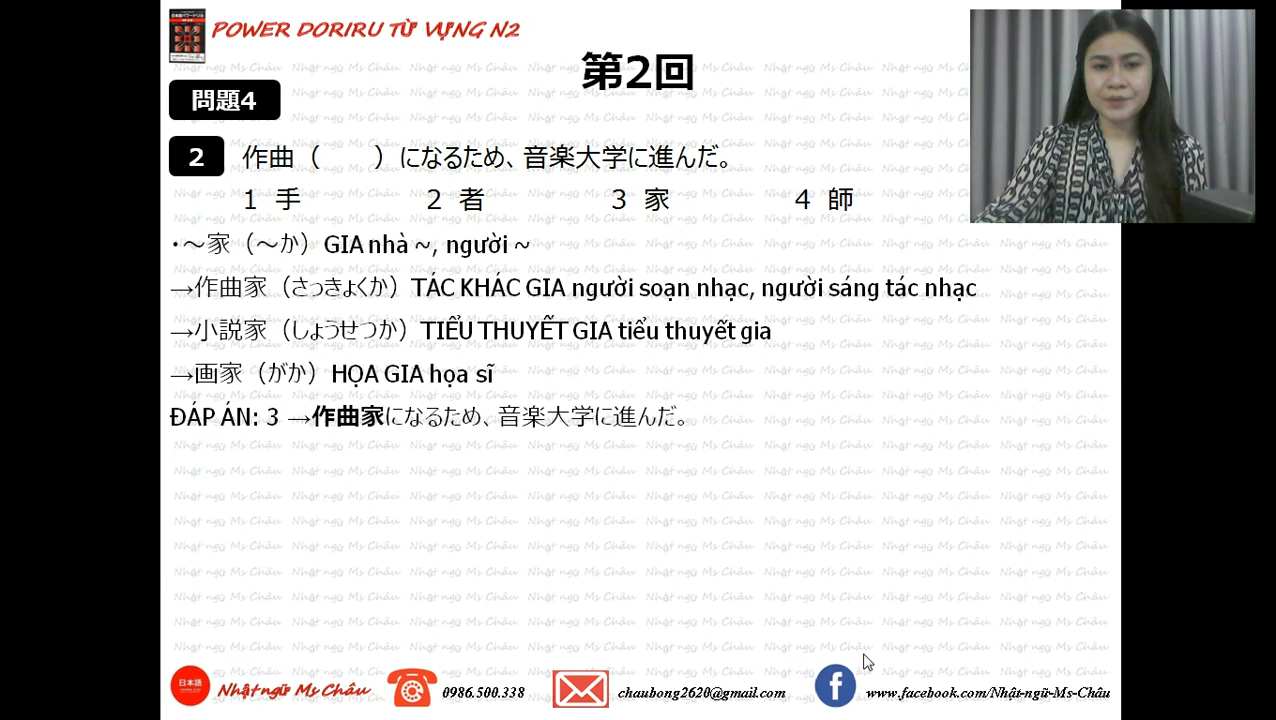 POWER DORIRU TỪ VỰNG N2
第2回
問題4
2 作曲（　　）になるため、音楽大学に進んだ。
1 手 2 者 3 家 4 師
・～家（～か）GIA nhà ~, người ~
→作曲家（さっきょくか）TÁC KHÁC GIA người soạn nhạc, người sáng tác nhạc
→小説家（しょうせつか）TIỂU THUYẾT GIA tiểu thuyết gia
→画家（がか）HỌA GIA họa sĩ
ĐÁP ÁN: 3 →作曲家になるため、音楽大学に進んだ。
日本語 Nhật ngữ Ms Châu 0986.500.338 chaubong2620@gmail.com www.facebook.com/Nhật-ngữ-Ms-Châu